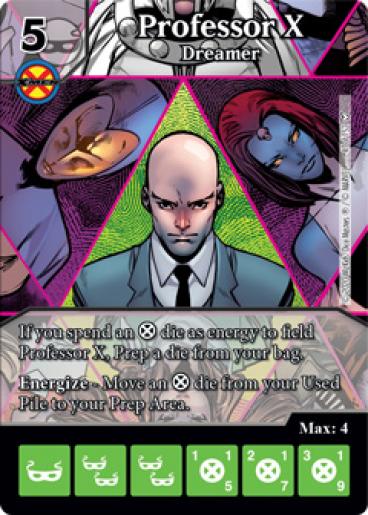 5
Professor X
Dreamer
X-MEN
If you spend an die as energy to field
Professor X, Prep a die from your bag.
Energize - Move an die from your Used
Pile to your Prep Area.
Max: 4
1 1 5
2 1 7
3 1 9